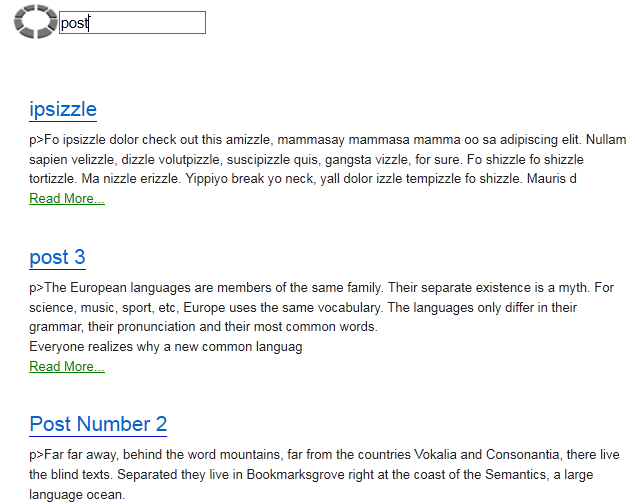 post
ipsizzle
p>Fo ipsizzle dolor check out this amizzle, mammasay mammasa mamma oo sa adipiscing elit. Nullam
sapien velizzle, dizzle volutpizzle, suscipizzle quis, gangsta vizzle, for sure. Fo shizzle fo shizzle
tortizzle. Ma nizzle erizzle. Yippiyo break yo neck, yall dolor izzle tempizzle fo shizzle. Mauris d
Read More...
post 3
p>The European languages are members of the same family. Their separate existence is a myth. For
science, music, sport, etc, Europe uses the same vocabulary. The languages only differ in their
grammar, their pronunciation and their most common words.
Everyone realizes why a new common languag
Read More...
Post Number 2
p>Far far away, behind the word mountains, far from the countries Vokalia and Consonantia, there live
the blind texts. Separated they live in Bookmarksgrove right at the coast of the Semantics, a large
language ocean.